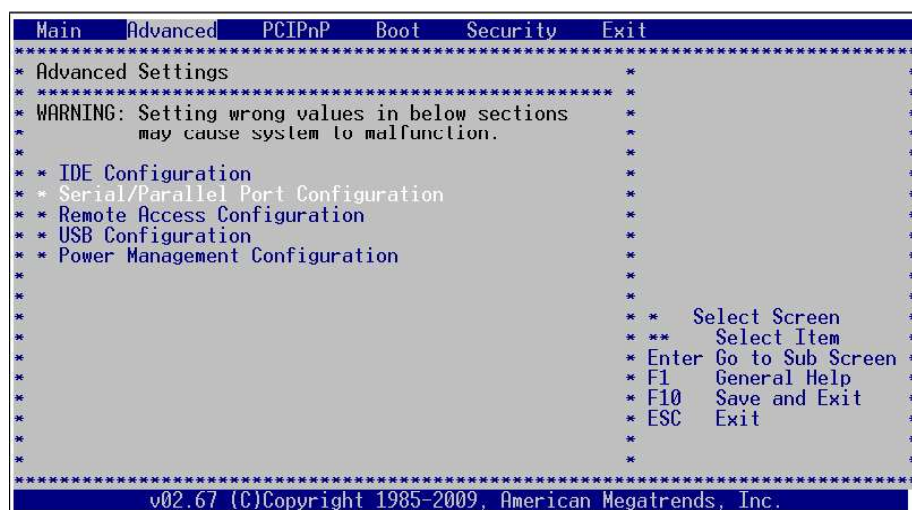 Main Advanced PCIPnP Boot Security Exit
Advanced Settings
WARNING: Setting wrong values in below sections
may cause system to malfunction.
* IDE Configuration
* Serial/Parallel Port Configuration
* Remote Access Configuration
* USB Configuration
* Power Management Configuration
* Select Screen
** Select Item
Enter Go to Sub Screen
F1 General Help
F10 Save and Exit
ESC Exit
v02.67 (C)Copyright 1985-2009, American Megatrends, Inc.